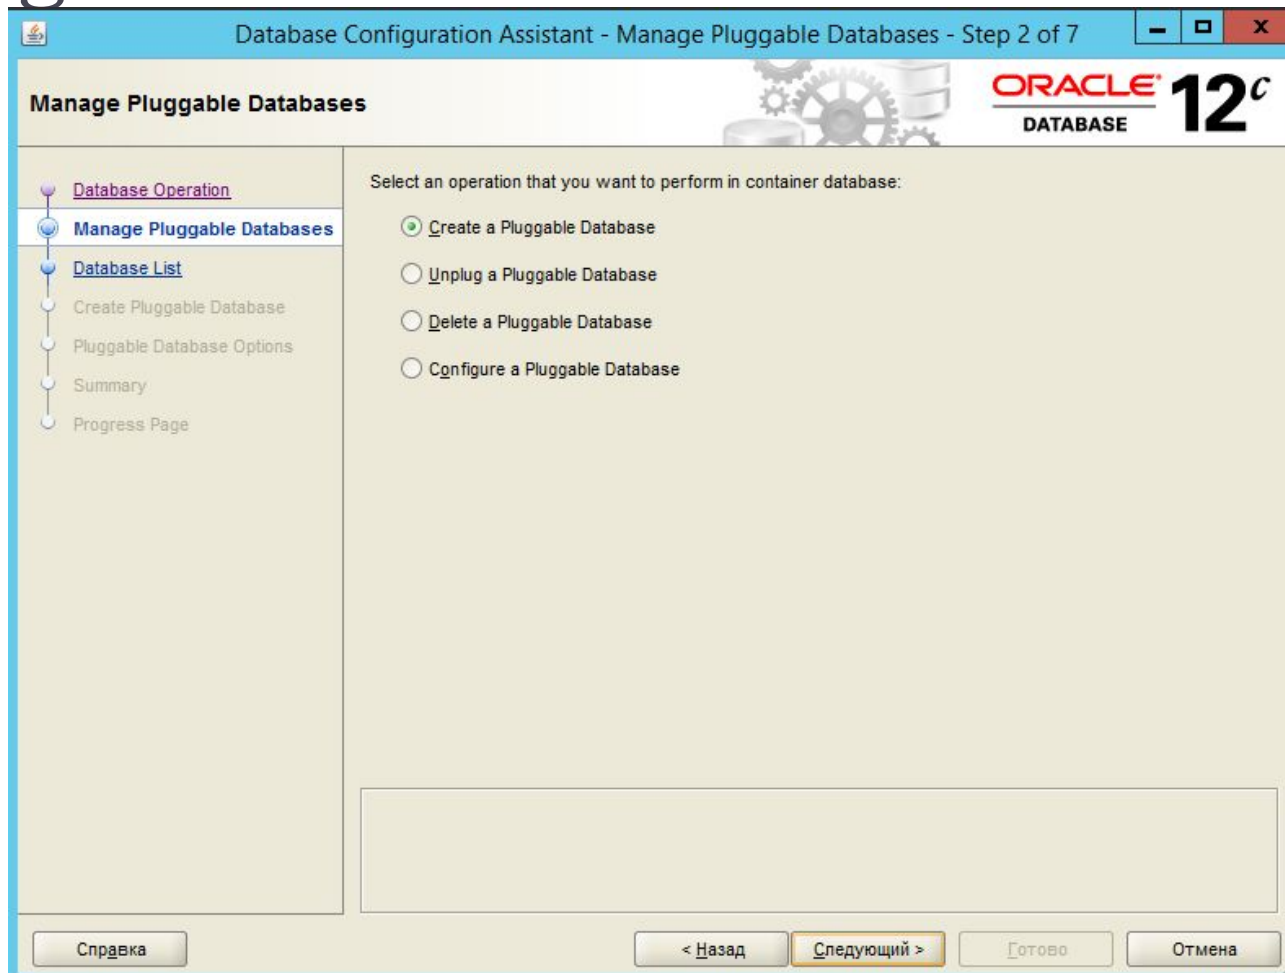 Database Configuration Assistant - Manage Pluggable Databases - Step 2 of 7
Manage Pluggable Databases
ORACLE
DATABASE
12c
Database Operation
Manage Pluggable Databases
Database List
Create Pluggable Database
Pluggable Database Options
Summary
Progress Page
Select an operation that you want to perform in container database:
Create a Pluggable Database
Unplug a Pluggable Database
Delete a Pluggable Database
Configure a Pluggable Database
Справка
< Назад
Следующий >
Готово
Отмена